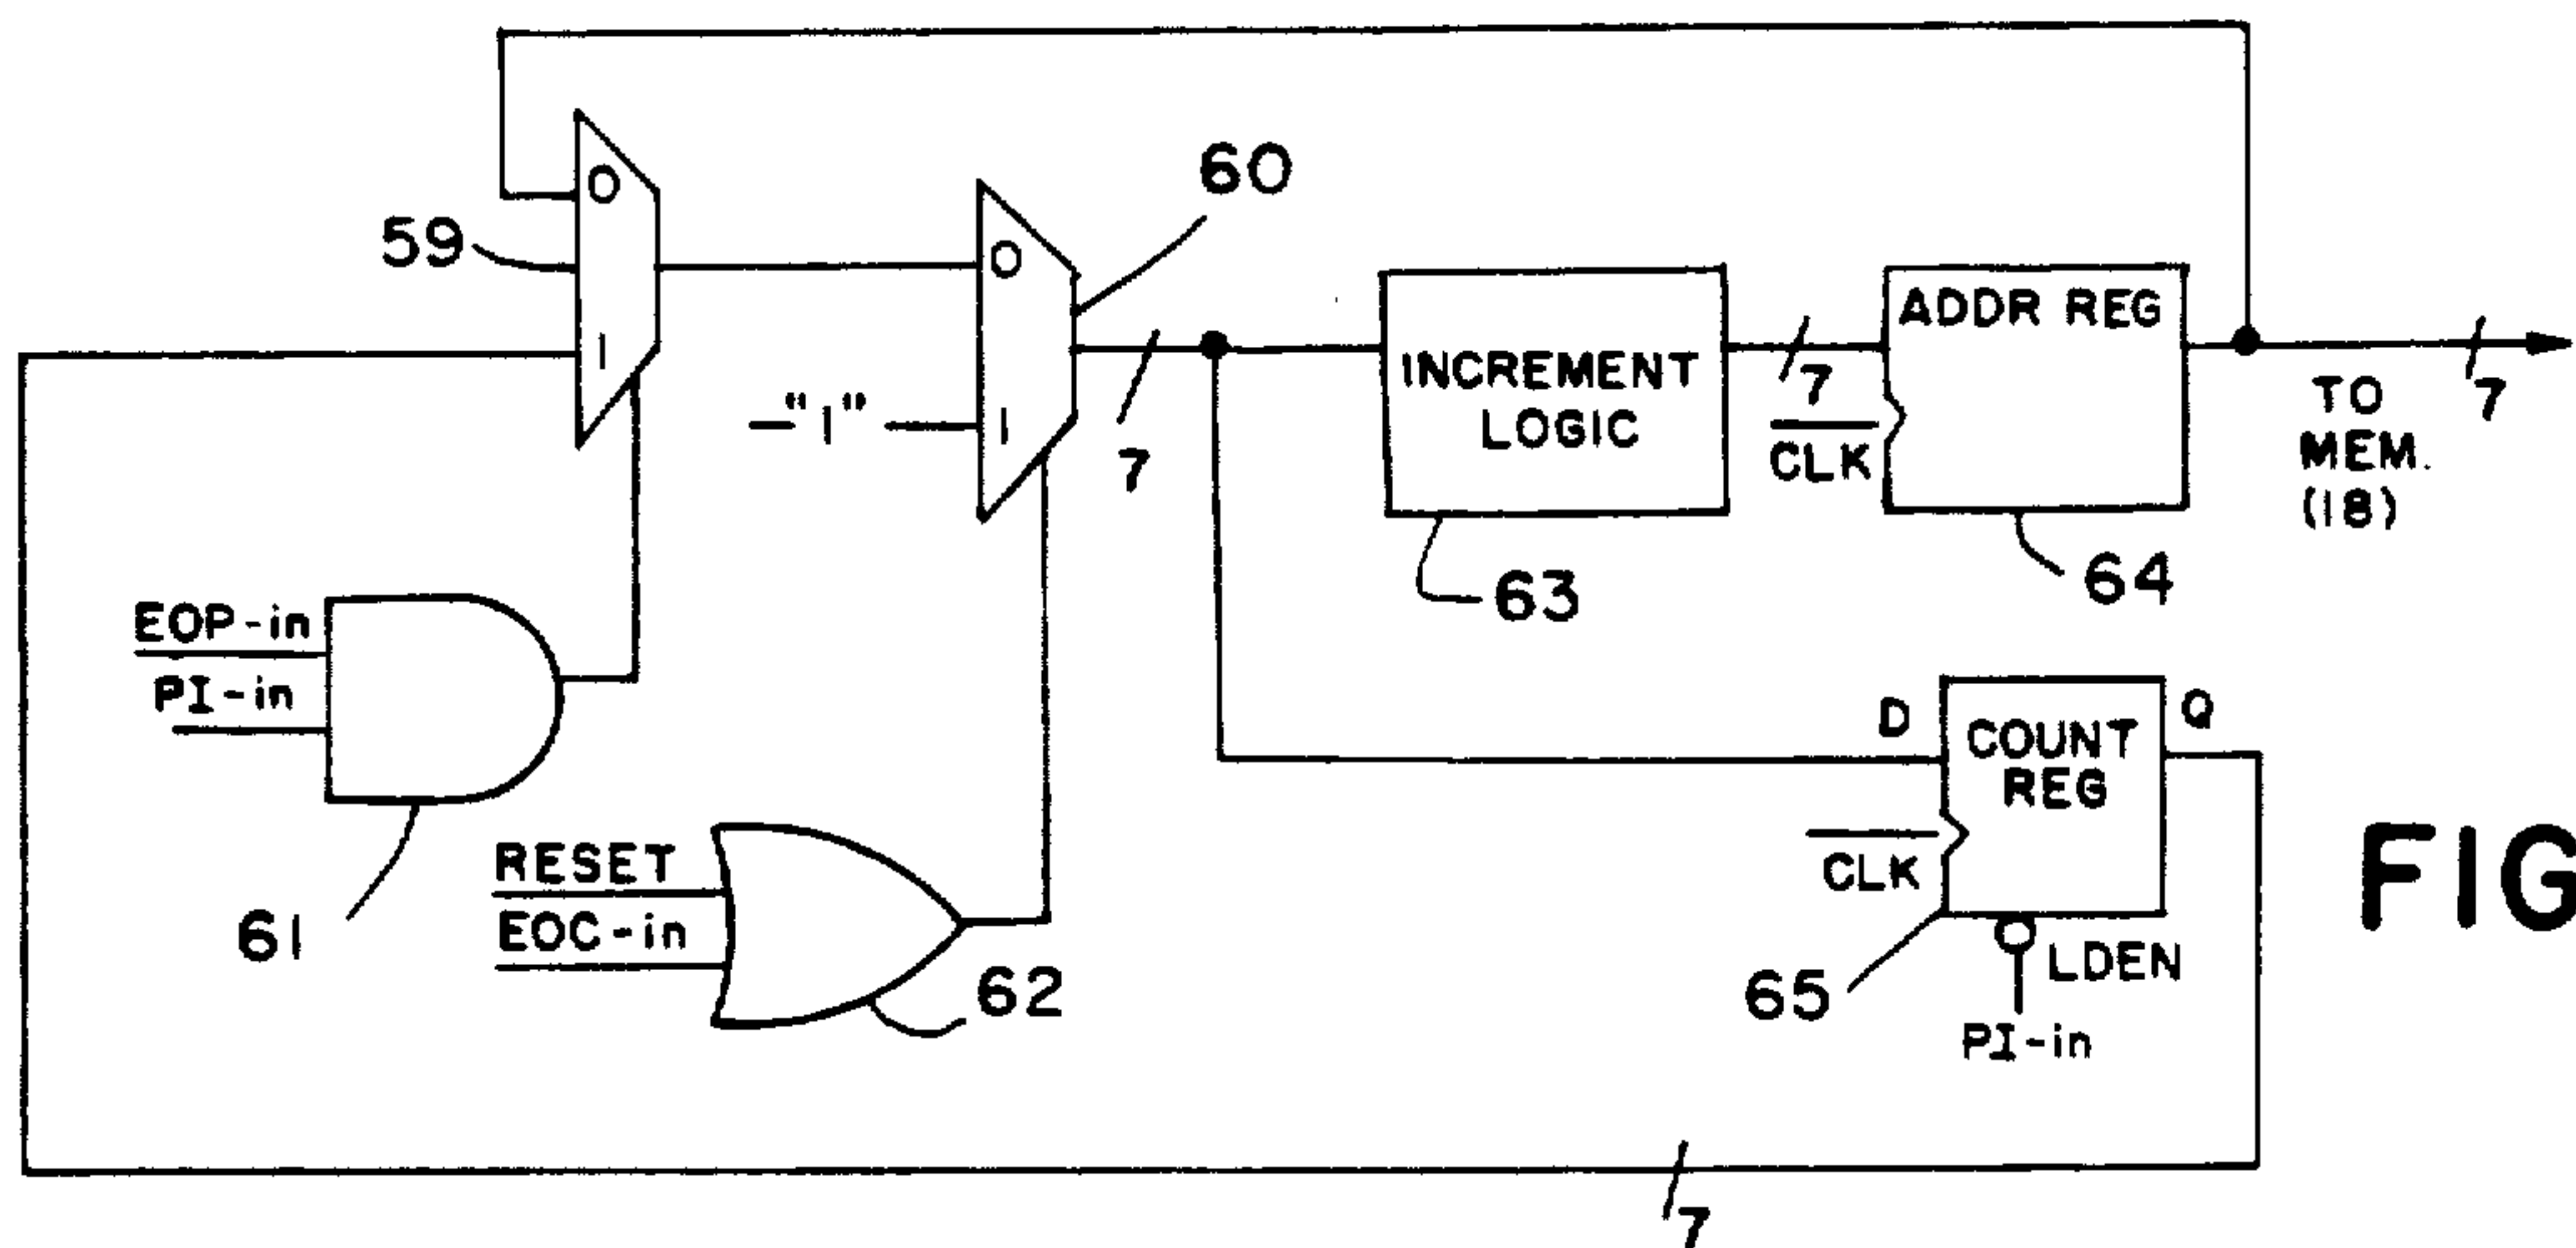 59
0
1
60
0
—"1"
1
7
INCREMENT
LOGIC
63
7
CLK
ADDR REG
64
TO
MEM.
(18)
7
EOP-in
PI-in
61
RESET
EOC-in
62
D
COUNT
REG
Q
CLK
LDEN
PI-in
65
7
FIG